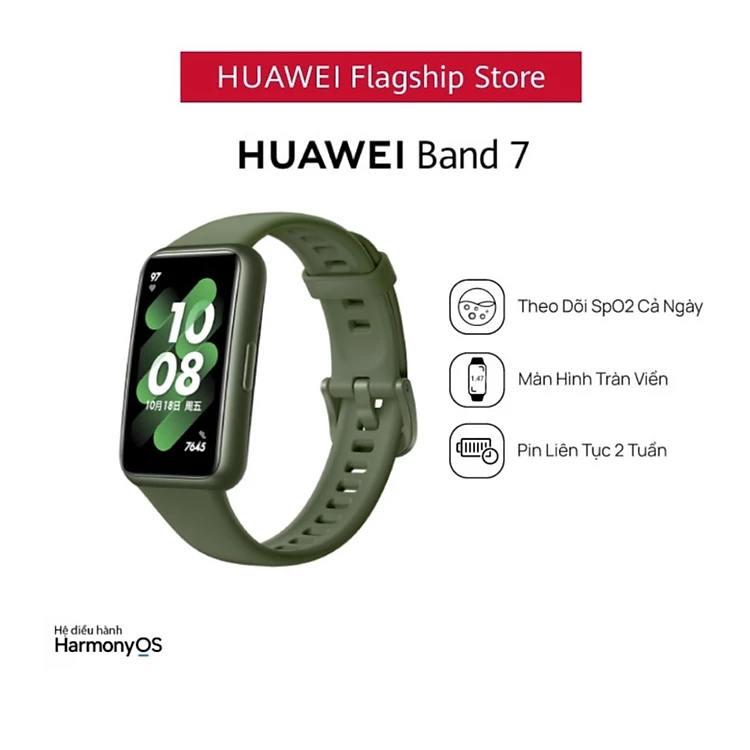 HUAWEI Flagship Store
HUAWEI Band 7
97
10
08
10月18日 周五
7645
Theo Dõi SpO2 Cả Ngày
1.47
Màn Hình Tràn Viền
Pin Liên Tục 2 Tuần
Hệ điều hành
HarmonyOS